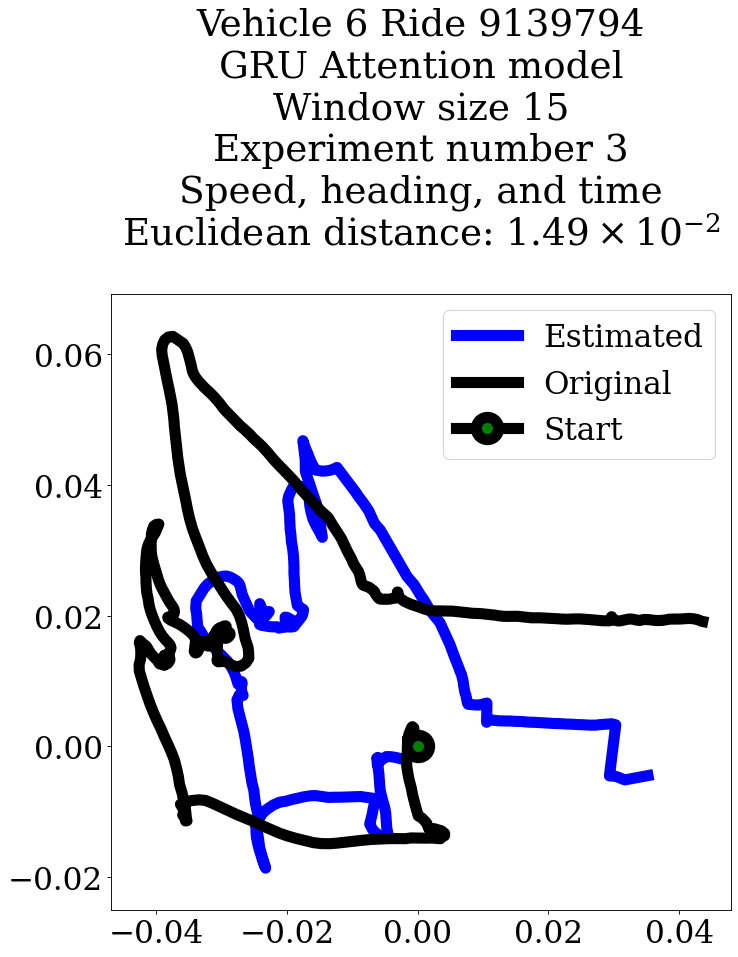 Vehicle 6 Ride 9139794
GRU Attention model
Window size 15
Experiment number 3
Speed, heading, and time
Euclidean distance: 1.49 × 10⁻²
Estimated
Original
Start
0.06
0.04
0.02
0.00
−0.02
−0.04 −0.02 0.00 0.02 0.04